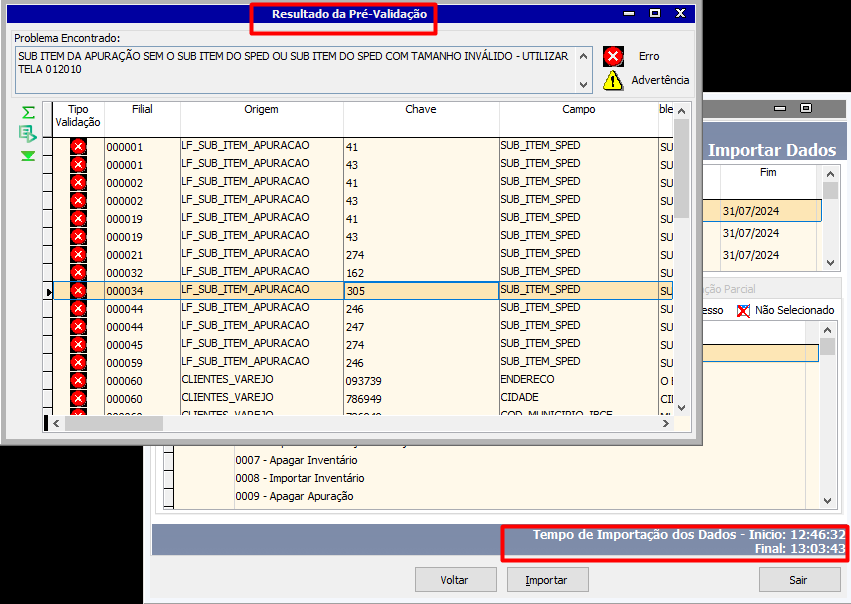 Resultado da Pré-Validação
Problema Encontrado:
SUB ITEM DA APURAÇÃO SEM O SUB ITEM DO SPED OU SUB ITEM DO SPED COM TAMANHO INVÁLIDO - UTILIZAR
TELA 012010
Erro
Advertência
Tipo Validação Filial Origem Chave Campo ble
000001 LF_SUB_ITEM_APURACAO 41 SUB_ITEM_SPED SU
000001 LF_SUB_ITEM_APURACAO 43 SUB_ITEM_SPED SU
000002 LF_SUB_ITEM_APURACAO 41 SUB_ITEM_SPED SU
000002 LF_SUB_ITEM_APURACAO 43 SUB_ITEM_SPED SU
000019 LF_SUB_ITEM_APURACAO 41 SUB_ITEM_SPED SU
000019 LF_SUB_ITEM_APURACAO 43 SUB_ITEM_SPED SU
000021 LF_SUB_ITEM_APURACAO 274 SUB_ITEM_SPED SU
000032 LF_SUB_ITEM_APURACAO 162 SUB_ITEM_SPED SU
000034 LF_SUB_ITEM_APURACAO 305 SUB_ITEM_SPED SU
000044 LF_SUB_ITEM_APURACAO 246 SUB_ITEM_SPED SU
000044 LF_SUB_ITEM_APURACAO 247 SUB_ITEM_SPED SU
000045 LF_SUB_ITEM_APURACAO 274 SUB_ITEM_SPED SU
000059 LF_SUB_ITEM_APURACAO 246 SUB_ITEM_SPED SU
000060 CLIENTES_VAREJO 093739 ENDERECO O
000060 CLIENTES_VAREJO 786949 CIDADE
Importar Dados
Fim
31/07/2024
31/07/2024
31/07/2024
ação Parcial
esso Não Selecionado
0007 - Apagar Inventário
0008 - Importar Inventário
0009 - Apagar Apuração
Tempo de Importação dos Dados - Início: 12:46:32
Final: 13:03:43
Voltar Importar Sair